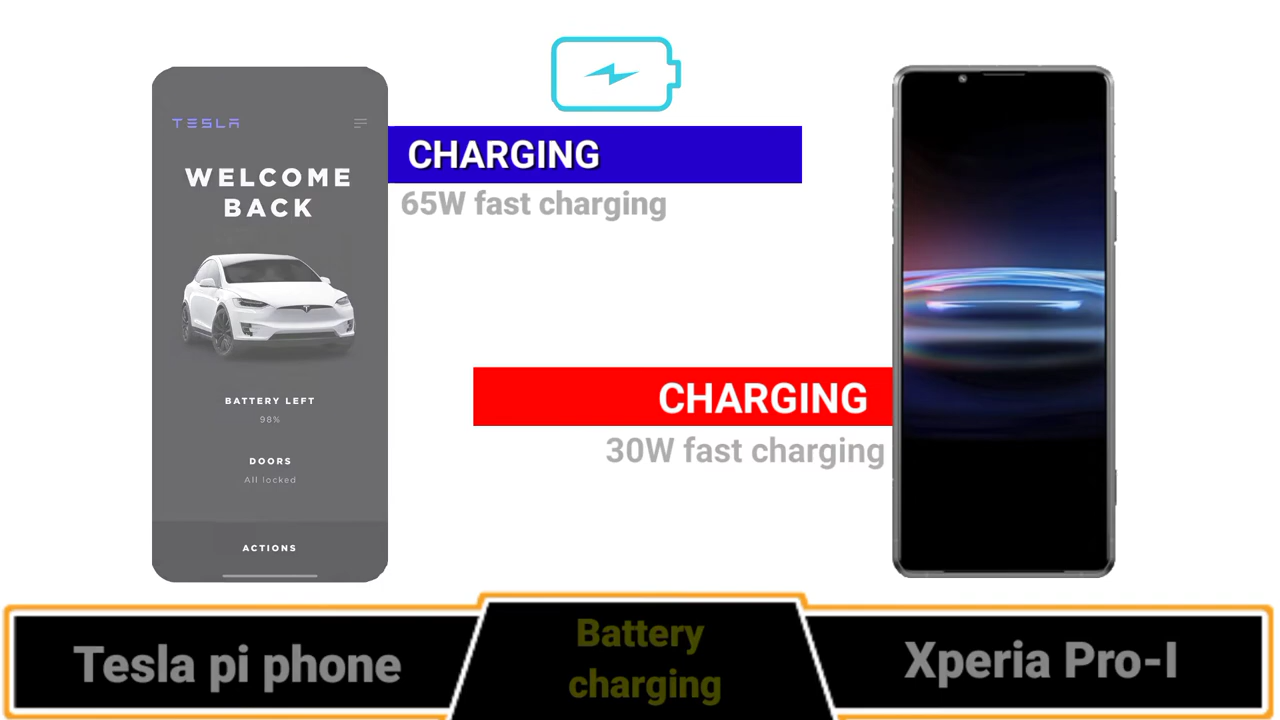 TESLA
WELCOME
BACK
BATTERY LEFT
98%
DOORS
All locked
ACTIONS
CHARGING
65W fast charging
CHARGING
30W fast charging
Tesla pi phone
Battery
charging
Xperia Pro-I